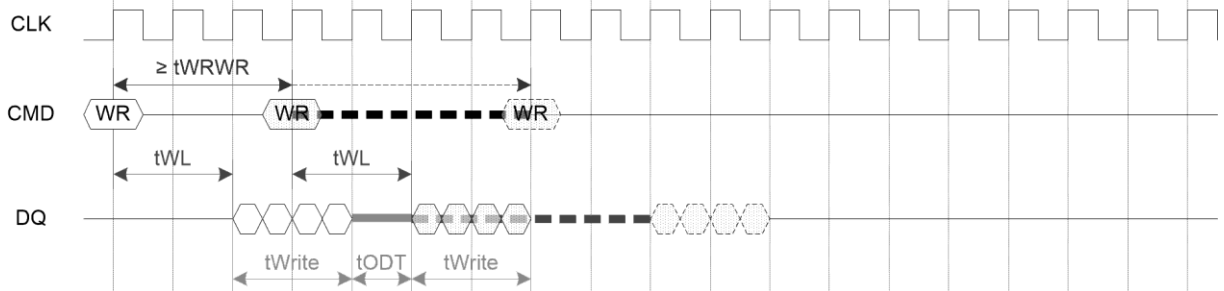 CLK
≥ tWRWR
CMD WR WR WR
tWL tWL
DQ
tWrite tODT tWrite